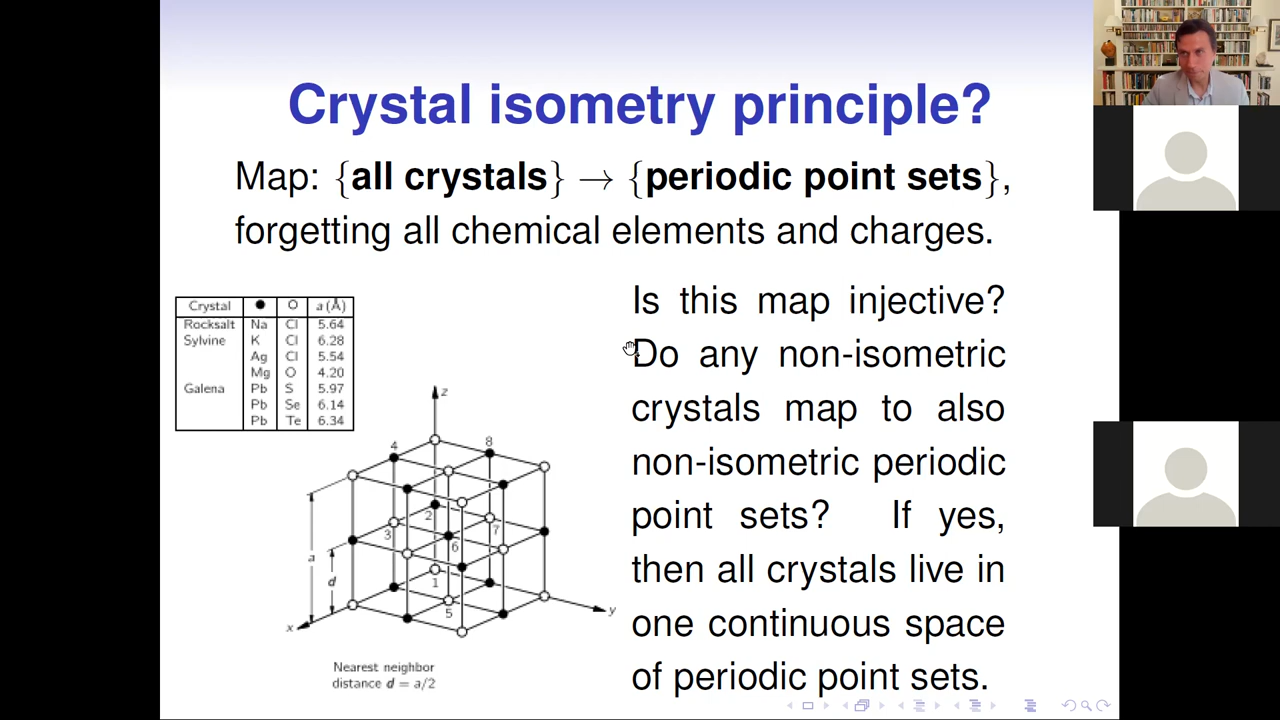 Crystal isometry principle?
Map: {all crystals} → {periodic point sets},
forgetting all chemical elements and charges.
Crystal ● ○ a (Å)
Rocksalt Na Cl 5.64
Sylvine K Cl 6.28
Ag Cl 5.54
Mg O 4.20
Galena Pb S 5.97
Pb Se 6.14
Pb Te 6.34
Is this map injective?
Do any non-isometric
crystals map to also
non-isometric periodic
point sets? If yes,
then all crystals live in
one continuous space
of periodic point sets.
z
4 8
2
3 7
6
a
d
1
5
x y
Nearest neighbor
distance d = a/2